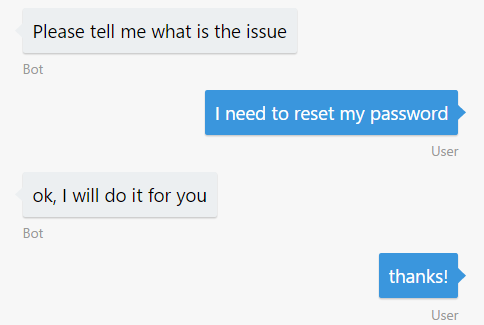 Please tell me what is the issue
Bot
I need to reset my password
User
ok, I will do it for you
Bot
thanks!
User